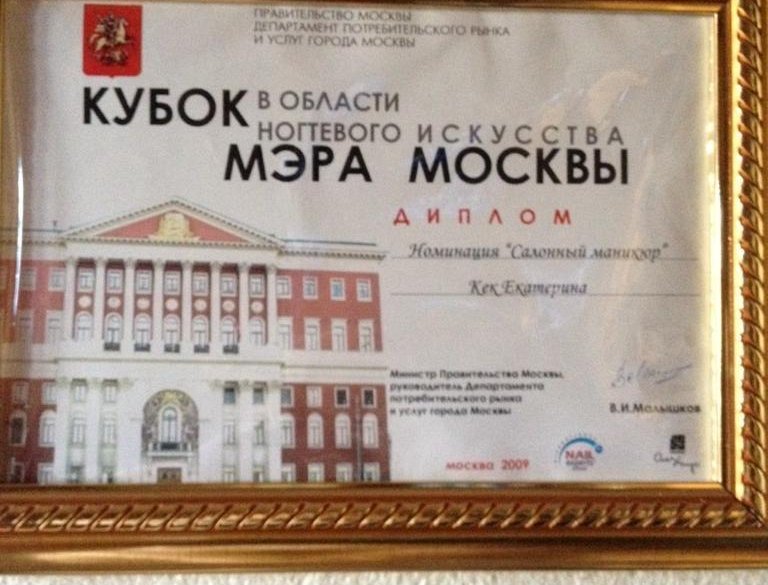 ПРАВИТЕЛЬСТВО МОСКВЫ
ДЕПАРТАМЕНТ ПОТРЕБИТЕЛЬСКОГО РЫНКА
И УСЛУГ ГОРОДА МОСКВЫ
КУБОК В ОБЛАСТИ
НОГТЕВОГО ИСКУССТВА
МЭРА МОСКВЫ
ДИПЛОМ
Номинация "Салонный маникюр"
Кек Екатерина
Министр Правительства Москвы,
руководитель Департамента
потребительского рынка
и услуг города Москвы
В.И.Малышков
москва 2009
NAIL